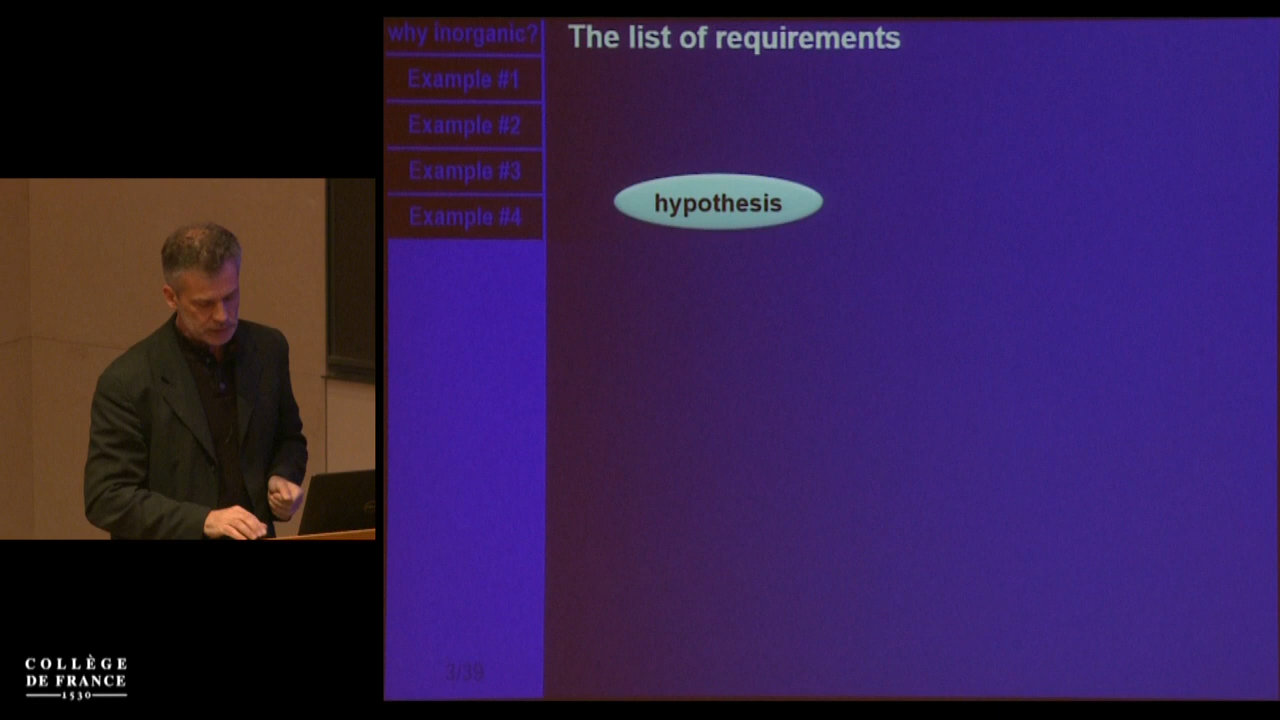 why inorganic?
Example #1
Example #2
Example #3
Example #4
The list of requirements
hypothesis
3/39
COLLÈGE
DE FRANCE
1530